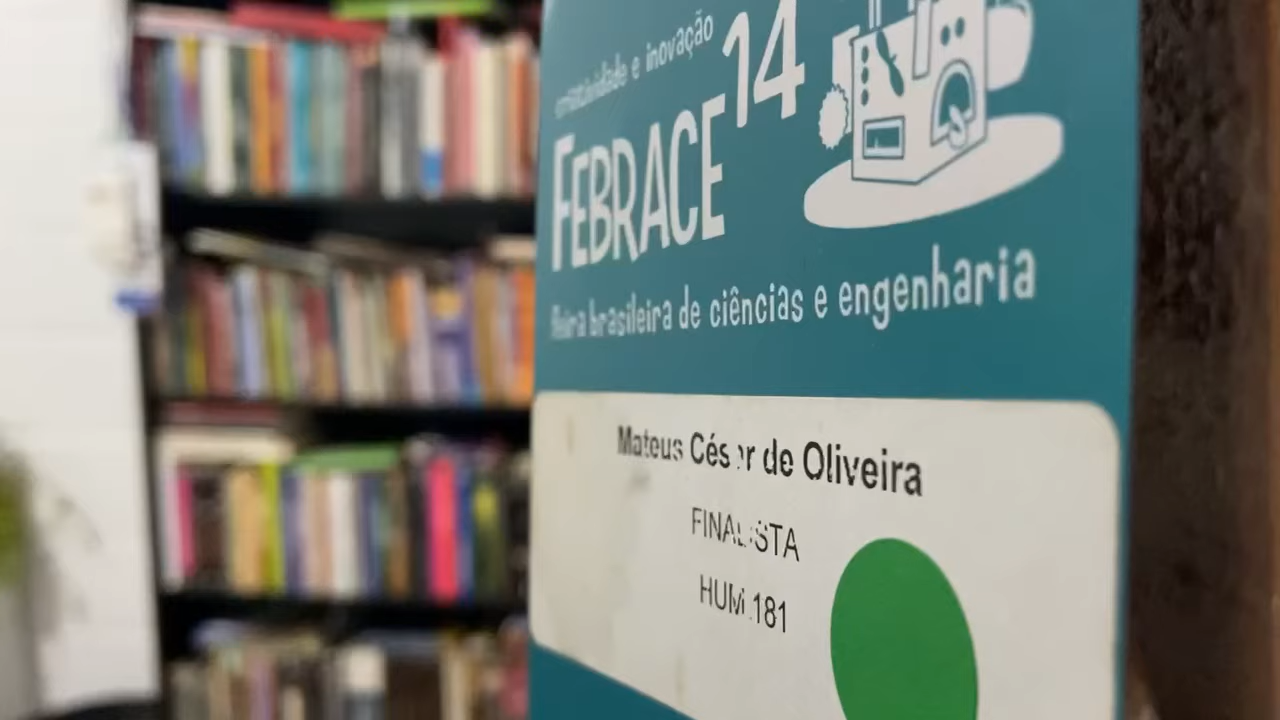 criatividade e inovação
FEBRACE 14
feira brasileira de ciências e engenharia
Mateus César de Oliveira
FINALISTA
HUM 181